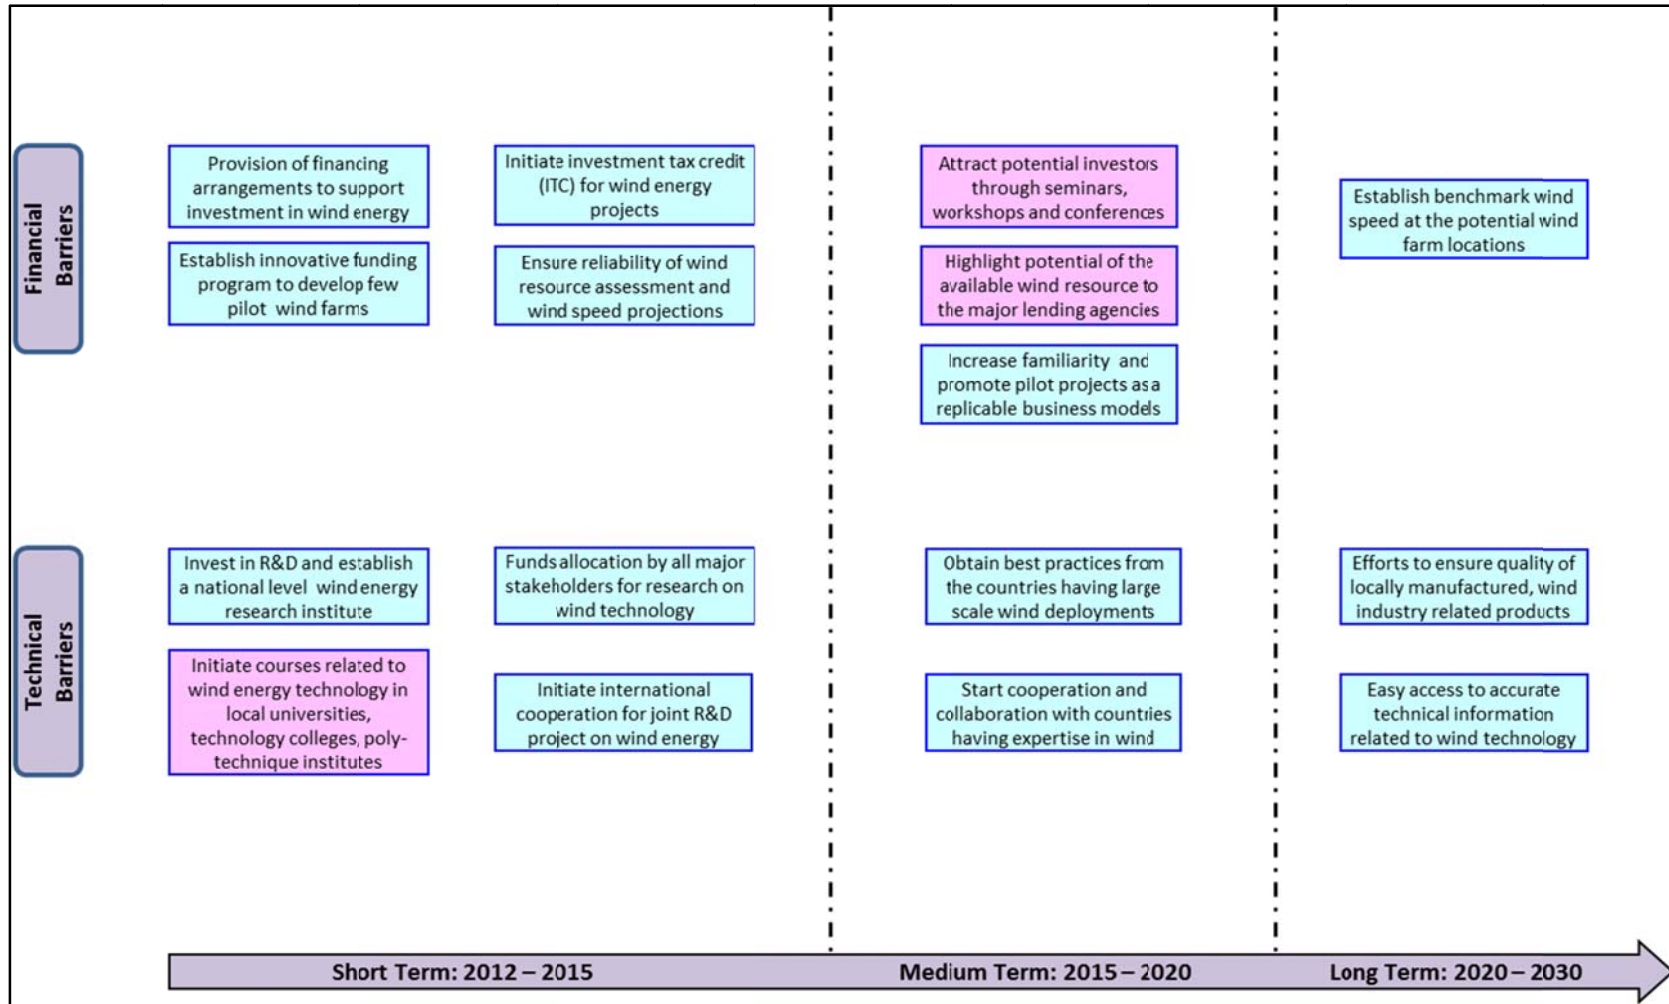 Financial
Barriers
Provision of financing
arrangements to support
investment in wind energy
Initiate investment tax credit
(ITC) for wind energy
projects
Establish innovative funding
program to develop few
pilot wind farms
Ensure reliability of wind
resource assessment and
wind speed projections
Attract potential investors
through seminars,
workshops and conferences
Highlight potential of the
available wind resource to
the major lending agencies
Increase familiarity and
promote pilot projects as a
replicable business models
Establish benchmark wind
speed at the potential wind
farm locations
Technical
Barriers
Invest in R&D and establish
a national level wind energy
research institute
Funds allocation by all major
stakeholders for research on
wind technology
Initiate courses related to
wind energy technology in
local universities,
technology colleges, poly-
technique institutes
Initiate international
cooperation for joint R&D
project on wind energy
Obtain best practices from
the countries having large
scale wind deployments
Start cooperation and
collaboration with countries
having expertise in wind
Efforts to ensure quality of
locally manufactured, wind
industry related products
Easy access to accurate
technical information
related to wind technology
Short Term: 2012 – 2015
Medium Term: 2015 – 2020
Long Term: 2020 – 2030